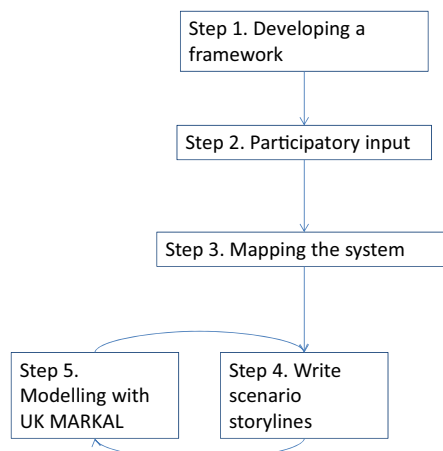 Step 1. Developing a
framework
Step 2. Participatory input
Step 3. Mapping the system
Step 5.
Modelling with
UK MARKAL
Step 4. Write
scenario
storylines